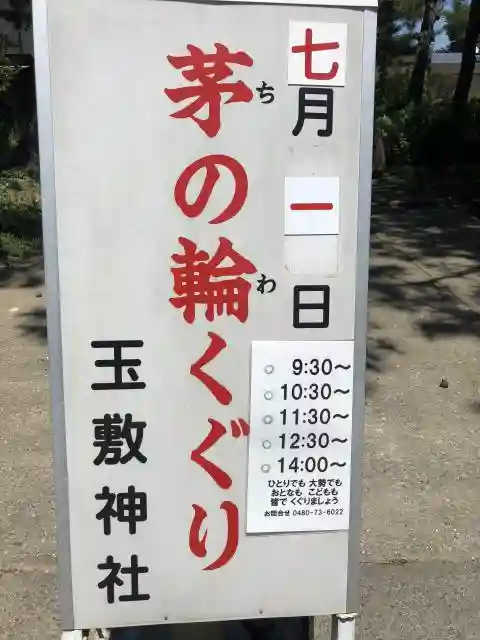 七月一日
茅の輪くぐり
ち
わ
玉敷神社
9:30〜
10:30〜
11:30〜
12:30〜
14:00〜
ひとりでも 大勢でも
おとなも こどもも
皆で くぐりましょう
お問合せ 0480-73-6022